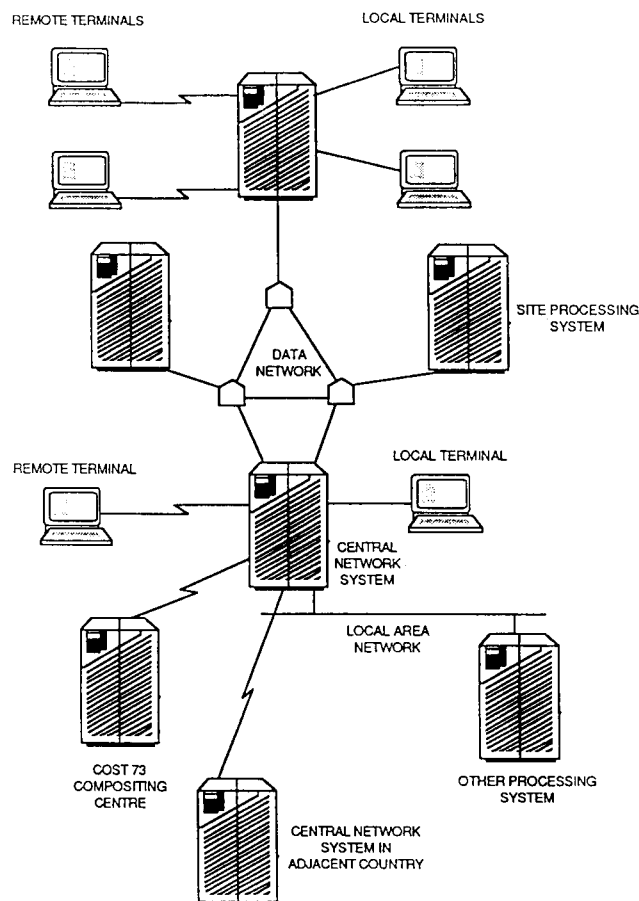 REMOTE TERMINALS
LOCAL TERMINALS
SITE PROCESSING
SYSTEM
DATA
NETWORK
REMOTE TERMINAL
LOCAL TERMINAL
CENTRAL
NETWORK
SYSTEM
LOCAL AREA
NETWORK
COST 73
COMPOSITING
CENTRE
OTHER PROCESSING
SYSTEM
CENTRAL NETWORK
SYSTEM IN
ADJACENT COUNTRY